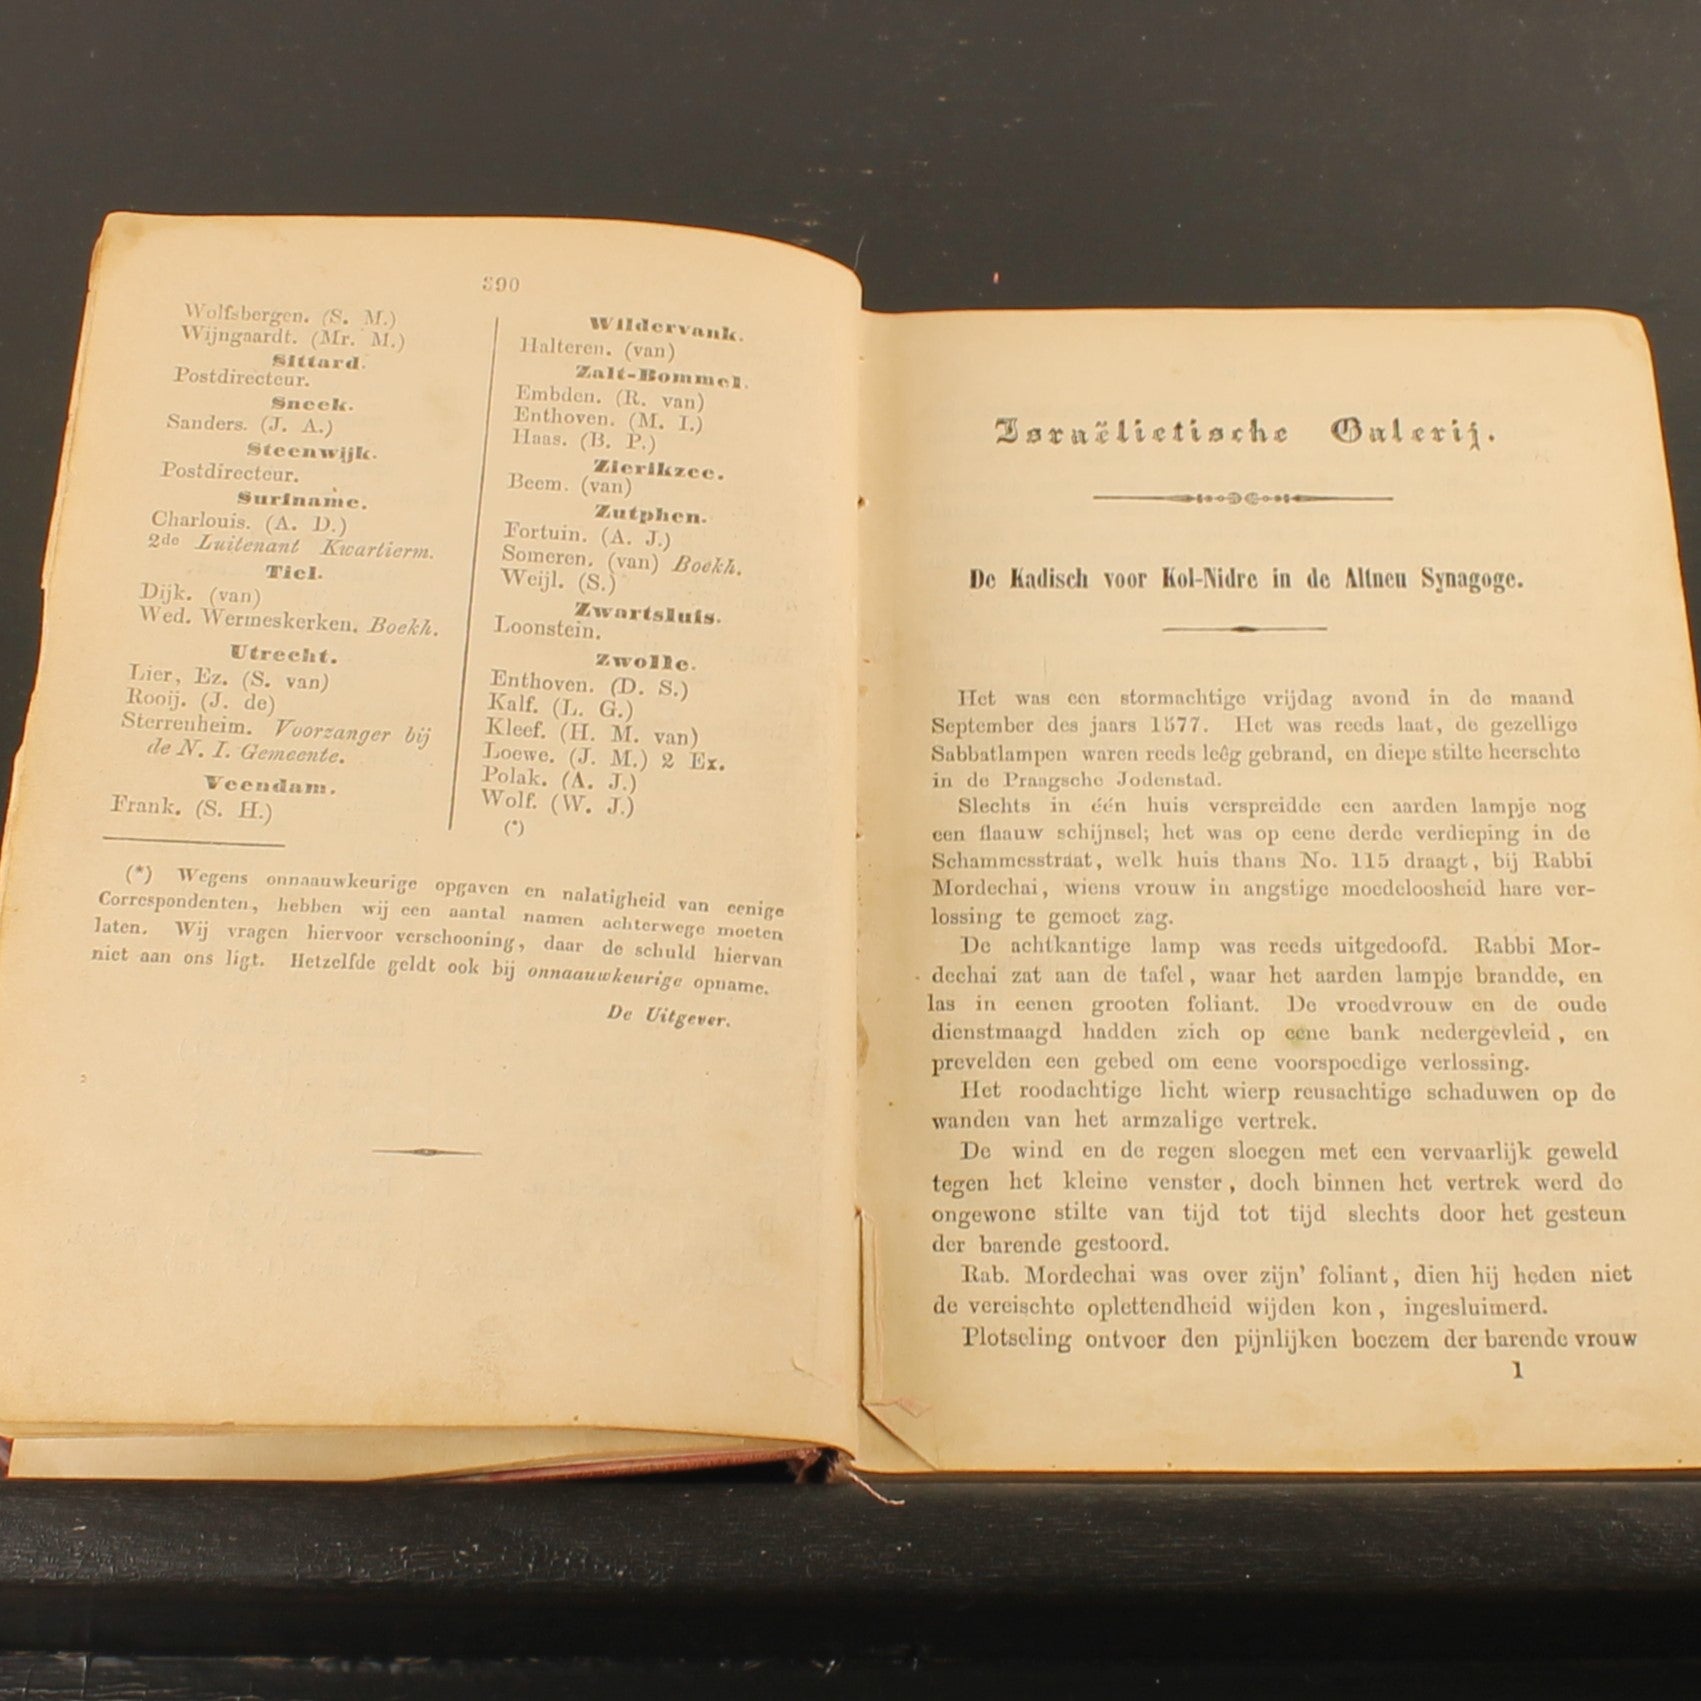 390
Wolfsbergen. (S. M.)
Wijngaardt. (Mr. M.)
Sittard.
Postdirecteur.
Sneek.
Sanders. (J. A.)
Steenwijk.
Postdirecteur.
Suriname.
Charlouis. (A. D.)
2de Luitenant Kwartierm.
Tiel.
Dijk. (van)
Wed. Wermeskerken. Boekh.
Utrecht.
Lier, Ez. (S. van)
Rooij. (J. de)
Sterrenheim. Voorzanger bij
de N. I. Gemeente.
Veendam.
Frank. (S. H.)
Wildervank.
Halteren. (van)
Zalt-Bommel.
Embden. (R. van)
Enthoven. (M. I.)
Haas. (B. P.)
Zierikzee.
Beem. (van)
Zutphen.
Fortuin. (A. J.)
Someren. (van) Boekh.
Weijl. (S.)
Zwartsluis.
Loonstein.
Zwolle.
Enthoven. (D. S.)
Kalf. (L. G.)
Kleef. (H. M. van)
Loewe. (J. M.) 2 Ex.
Polak. (A. J.)
Wolf. (W. J.)
(*)
(*) Wegens onnaauwkeurige opgaven en nalatigheid van eenige
Correspondenten, hebben wij een aantal namen achterwege moeten
laten. Wij vragen hiervoor verschooning, daar de schuld hiervan
niet aan ons ligt. Hetzelfde geldt ook bij onnaauwkeurige opname.
De Uitgever.
Israëlietische Galerij.
De Kadisch voor Kol-Nidre in de Altneu Synagoge.
Het was een stormachtige vrijdag avond in de maand
September des jaars 1577. Het was reeds laat, de gezellige
Sabbatlampen waren reeds leêg gebrand, en diepe stilte heerschte
in de Praagsche Jodenstad.
Slechts in één huis verspreidde een aarden lampje nog
een flaauw schijnsel; het was op eene derde verdieping in de
Schammesstraat, welk huis thans No. 115 draagt, bij Rabbi
Mordechai, wiens vrouw in angstige moedeloosheid hare ver-
lossing te gemoet zag.
De achtkantige lamp was reeds uitgedoofd. Rabbi Mor-
dechai zat aan de tafel, waar het aarden lampje brandde, en
las in eenen grooten foliant. De vroedvrouw en de oude
dienstmaagd hadden zich op eene bank nedergevleid, en
prevelden een gebed om eene voorspoedige verlossing.
Het roodachtige licht wierp reusachtige schaduwen op de
wanden van het armzalige vertrek.
De wind en de regen sloegen met een vervaarlijk geweld
tegen het kleine venster, doch binnen het vertrek werd de
ongewone stilte van tijd tot tijd slechts door het gesteun
der barende gestoord.
Rab. Mordechai was over zijn' foliant, dien hij heden niet
de vereischte oplettendheid wijden kon, ingesluimerd.
Plotseling ontvoer den pijnlijken boezem der barende vrouw
1